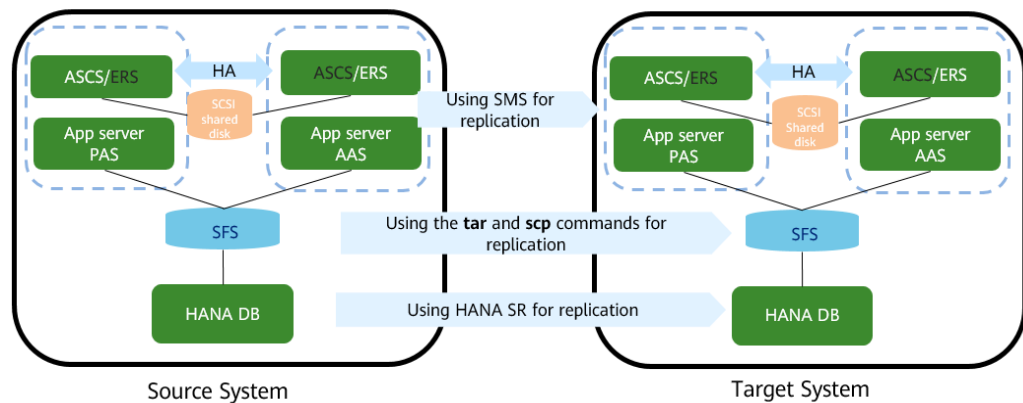 ASCS/ERS
HA
ASCS/ERS
SCSI
shared
disk
App server
PAS
App server
AAS
SFS
HANA DB
Source System
Using SMS for
replication
Using the tar and scp commands for
replication
Using HANA SR for replication
ASCS/ERS
HA
ASCS/ERS
SCSI
Shared
disk
App server
PAS
App server
AAS
SFS
HANA DB
Target System